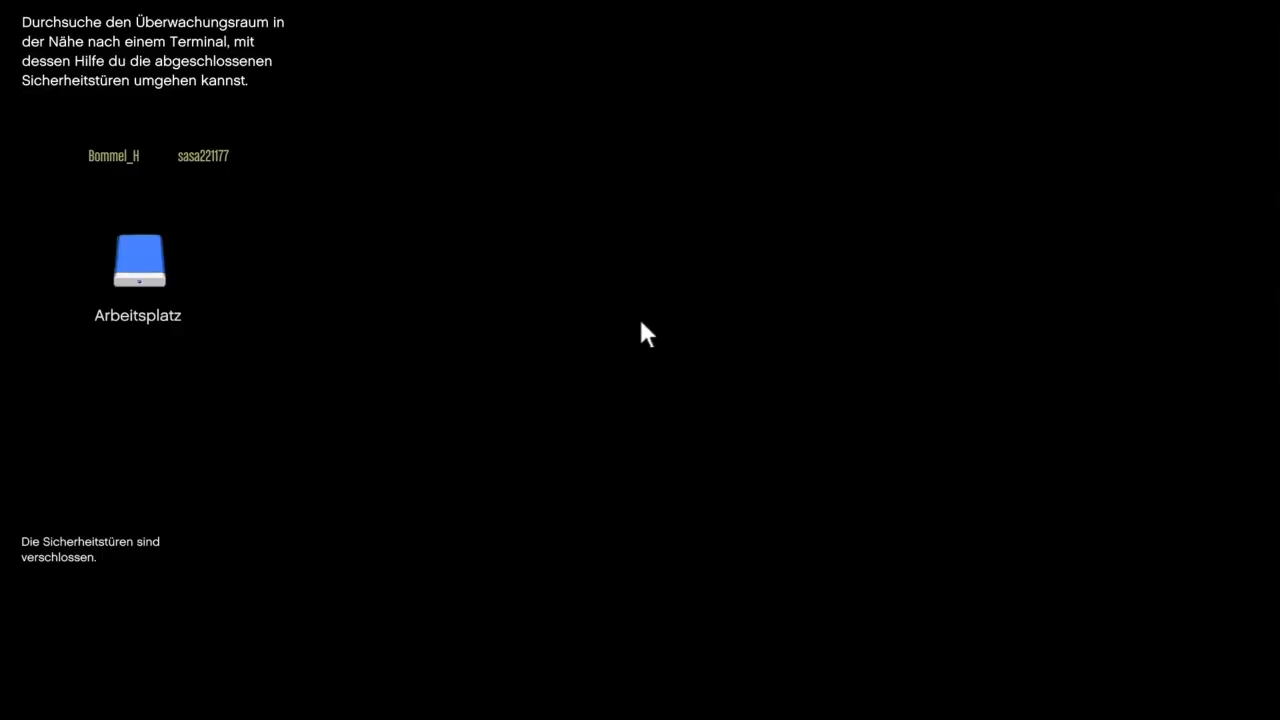 Durchsuche den Überwachungsraum in
der Nähe nach einem Terminal, mit
dessen Hilfe du die abgeschlossenen
Sicherheitstüren umgehen kannst.
Bommel_H sasa221177
Arbeitsplatz
Die Sicherheitstüren sind
verschlossen.